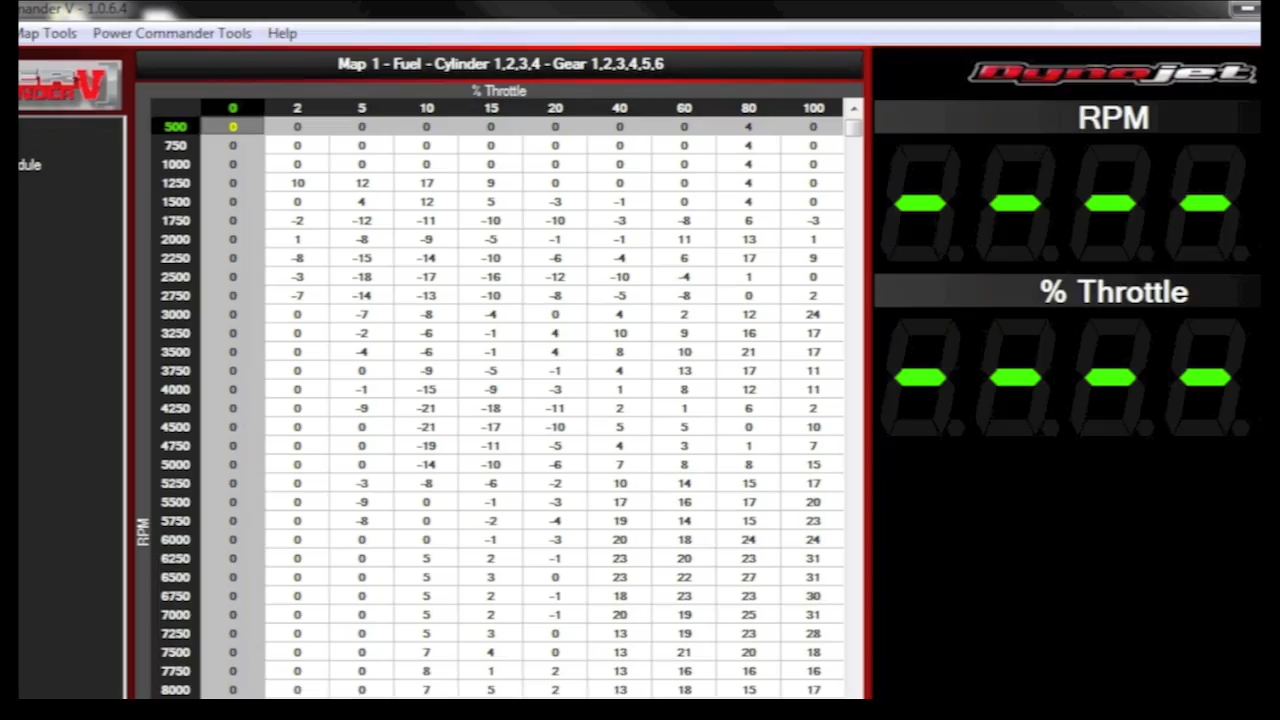 mander V - 1.0.6.4
Map Tools Power Commander Tools Help
Map 1 - Fuel - Cylinder 1,2,3,4 - Gear 1,2,3,4,5,6
DYNOJET
ER V
NDER
% Throttle
RPM
0 2 5 10 15 20 40 60 80 100
500 0 0 0 0 0 0 0 0 4 0
750 0 0 0 0 0 0 0 0 4 0
dule
1000 0 0 0 0 0 0 0 0 4 0
1250 0 10 12 17 9 0 0 0 4 0
1500 0 0 4 12 5 -3 -1 0 4 0
1750 0 -2 -12 -11 -10 -10 -3 -8 6 -3
2000 0 1 -8 -9 -5 -1 -1 11 13 1
2250 0 -8 -15 -14 -10 -6 -4 6 17 9
2500 0 -3 -18 -17 -16 -12 -10 -4 1 0
2750 0 -7 -14 -13 -10 -8 -5 -8 0 2
% Throttle
3000 0 0 -7 -8 -4 0 4 2 12 24
3250 0 0 -2 -6 -1 4 10 9 16 17
3500 0 0 -4 -6 -1 4 8 10 21 17
3750 0 0 0 -9 -5 -1 4 13 17 11
4000 0 0 -1 -15 -9 -3 1 8 12 11
4250 0 0 -9 -21 -18 -11 2 1 6 2
4500 0 0 0 -21 -17 -10 5 5 0 10
4750 0 0 0 -19 -11 -5 4 3 1 7
5000 0 0 0 -14 -10 -6 7 8 8 15
5250 0 0 -3 -8 -6 -2 10 14 15 17
5500 0 0 -9 0 -1 -3 17 16 17 20
5750 0 0 -8 0 -2 -4 19 14 15 23
RPM
6000 0 0 0 0 -1 -3 20 18 24 24
6250 0 0 0 5 2 -1 23 20 23 31
6500 0 0 0 5 3 0 23 22 27 31
6750 0 0 0 5 2 -1 18 23 23 30
7000 0 0 0 5 2 -1 20 19 25 31
7250 0 0 0 5 3 0 13 19 23 28
7500 0 0 0 7 4 0 13 21 20 18
7750 0 0 0 8 1 2 13 16 16 16
8000 0 0 0 7 5 2 13 18 15 17